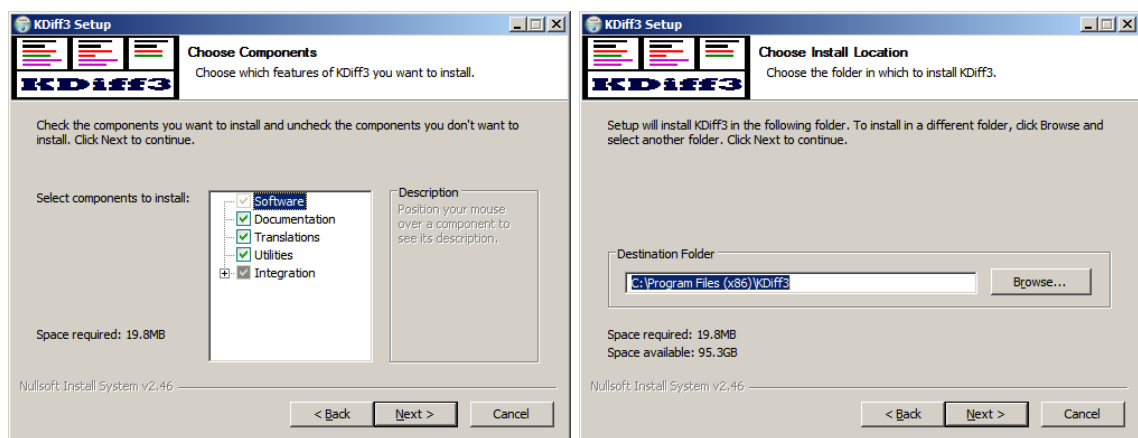 KDiff3 Setup
KDiff3
Choose Components
Choose which features of KDiff3 you want to install.
Check the components you want to install and uncheck the components you don't want to
install. Click Next to continue.
Select components to install:
Software
Documentation
Translations
Utilities
Integration
Description
Position your mouse
over a component to
see its description.
Space required: 19.8MB
Nullsoft Install System v2.46
< Back
Next >
Cancel
KDiff3 Setup
KDiff3
Choose Install Location
Choose the folder in which to install KDiff3.
Setup will install KDiff3 in the following folder. To install in a different folder, click Browse and
select another folder. Click Next to continue.
Destination Folder
C:\Program Files (x86)\KDiff3
Browse...
Space required: 19.8MB
Space available: 95.3GB
Nullsoft Install System v2.46
< Back
Next >
Cancel